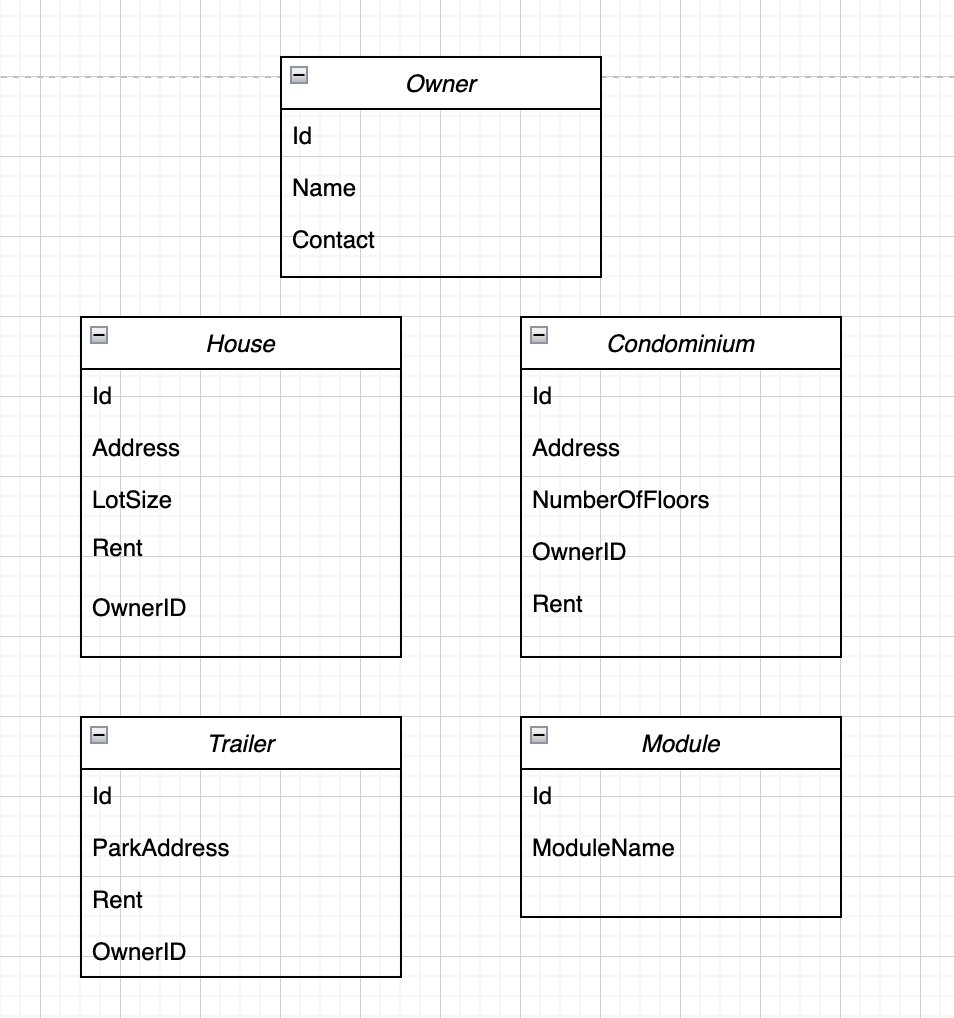 Owner
Id
Name
Contact
House
Id
Address
LotSize
Rent
OwnerID
Condominium
Id
Address
NumberOfFloors
OwnerID
Rent
Trailer
Id
ParkAddress
Rent
OwnerID
Module
Id
ModuleName